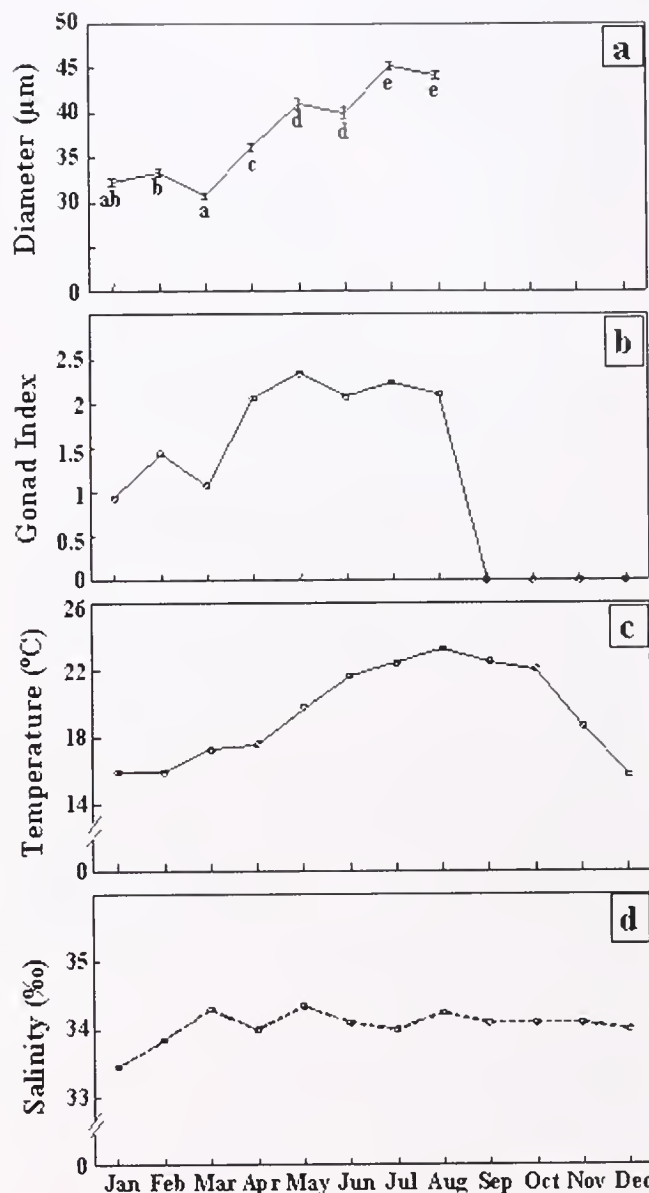 a
Diameter (µm)
50
45
40
35
30
0
ab
b
a
c
d
d
e
e
b
Gonad Index
2.5
2
1.5
1
0.5
0
c
Temperature (°C)
26
22
18
14
0
d
Salinity (‰)
35
34
33
0
Jan Feb Mar Apr May Jun Jul Aug Sep Oct Nov Dec